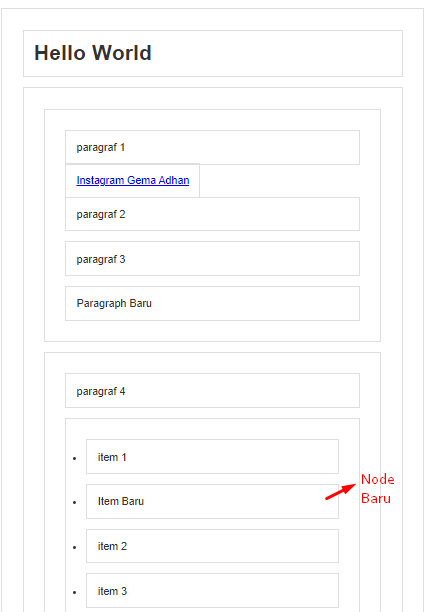 Hello World
paragraf 1
Instagram Gema Adhan
paragraf 2
paragraf 3
Paragraph Baru
paragraf 4
item 1
Item Baru
Node
Baru
item 2
item 3